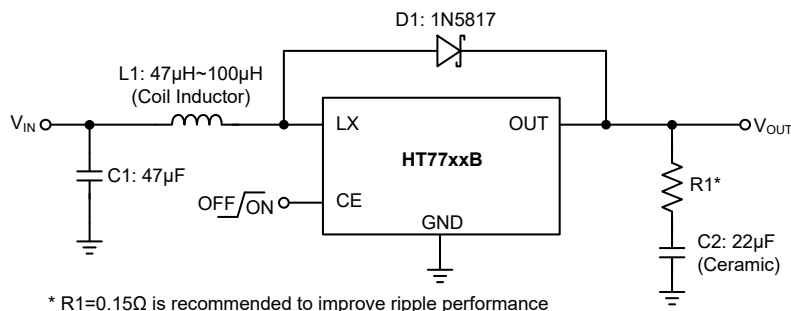 D1: 1N5817
L1: 47µH~100µH
(Coil Inductor)
VIN
LX
OUT
VOUT
HT77xxB
C1: 47µF
R1*
OFF/ON
CE
GND
C2: 22µF
(Ceramic)
* R1=0.15Ω is recommended to improve ripple performance